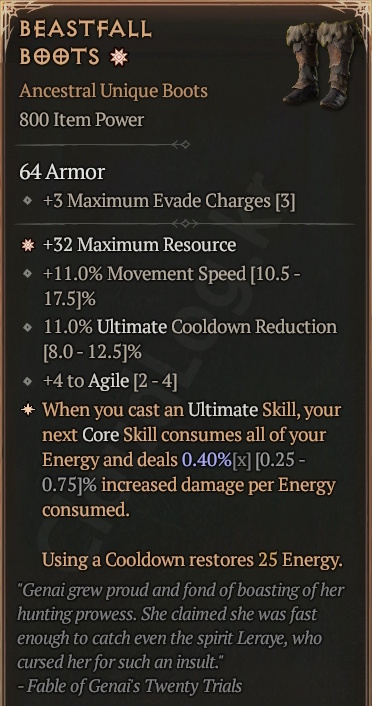 BEASTFALL
BOOTS
Ancestral Unique Boots
800 Item Power
64 Armor
+3 Maximum Evade Charges [3]
+32 Maximum Resource
+11.0% Movement Speed [10.5 -
17.5]%
11.0% Ultimate Cooldown Reduction
[8.0 - 12.5]%
+4 to Agile [2 - 4]
When you cast an Ultimate Skill, your
next Core Skill consumes all of your
Energy and deals 0.40%[x] [0.25 -
0.75]% increased damage per Energy
consumed.
Using a Cooldown restores 25 Energy.
"Genai grew proud and fond of boasting of her
hunting prowess. She claimed she was fast
enough to catch even the spirit Leraye, who
cursed her for such an insult."
- Fable of Genai's Twenty Trials